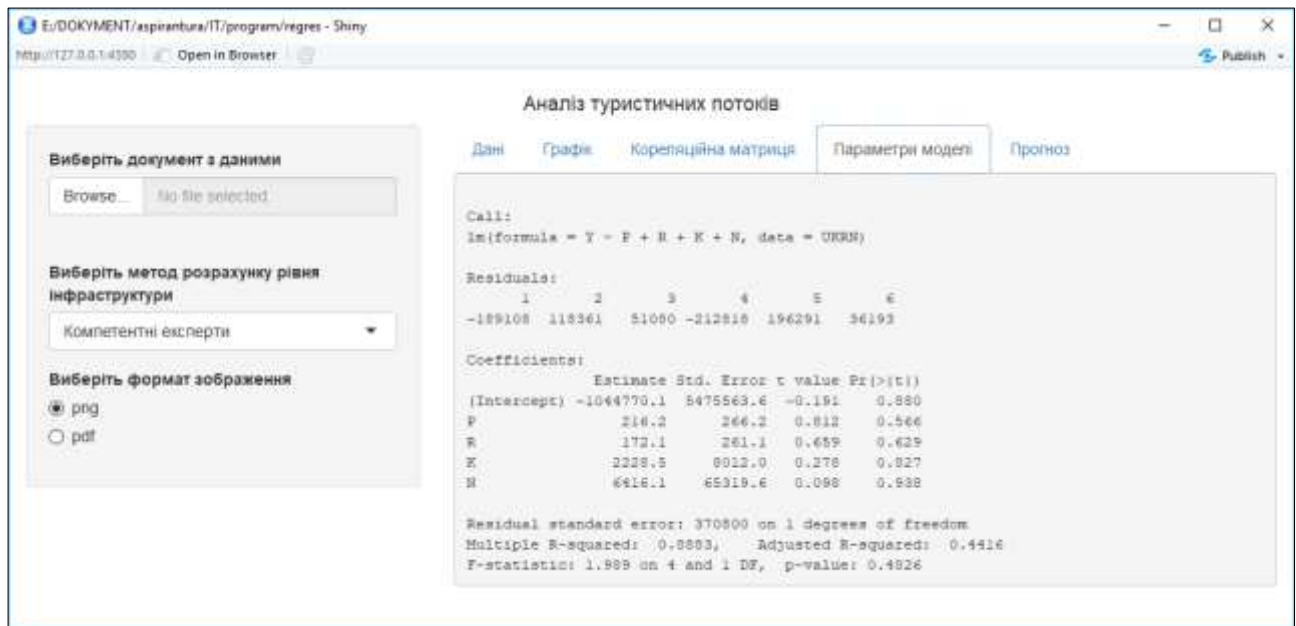 E:/DOKYMENT/aspirantura/IT/program/regres - Shiny
http://127.0.0.1:4590 Open in Browser Publish
Аналіз туристичних потоків
Виберіть документ з даними
Browse... No file selected
Виберіть метод розрахунку рівня
інфраструктури
Компетентні експерти
Виберіть формат зображення
png
pdf
Дані Графік Кореляційна матриця Параметри моделі Прогноз
Call:
lm(formula = Y ~ P + R + K + N, data = UKRN)
Residuals:
1 2 3 4 5 6
-189108 118361 51080 -212818 196291 36193
Coefficients:
Estimate Std. Error t value Pr(>|t|)
(Intercept) -1044770.1 5475563.6 -0.191 0.880
P 216.2 266.2 0.812 0.566
R 172.1 261.1 0.659 0.629
K 2228.5 8012.0 0.278 0.827
N 6416.1 65319.6 0.098 0.938
Residual standard error: 370800 on 1 degrees of freedom
Multiple R-squared: 0.8883, Adjusted R-squared: 0.4416
F-statistic: 1.989 on 4 and 1 DF, p-value: 0.4826